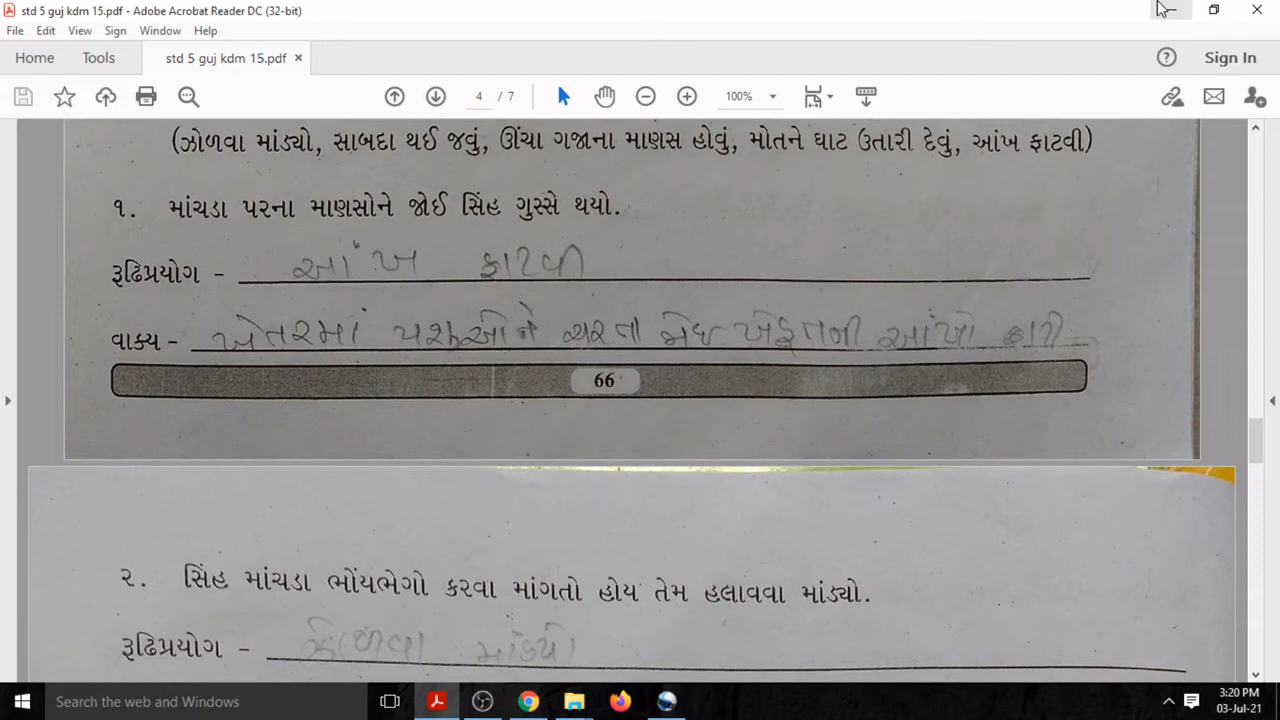 std 5 guj kdm 15.pdf - Adobe Acrobat Reader DC (32-bit)
File Edit View Sign Window Help
Home Tools std 5 guj kdm 15.pdf × Sign In
4 / 7 100%
(ઝોળવા માંડ્યો, સાબદા થઈ જવું, ઊંચા ગજાના માણસ હોવું, મોતને ઘાટ ઉતારી દેવું, આંખ ફાટવી)
૧. માંચડા પરના માણસોને જોઈ સિંહ ગુસ્સે થયો.
રૂઢિપ્રયોગ - આંખ ફાટવી
વાક્ય - ખેતરમાં પશુઓને ચરતા જોઈ ખેડૂતની આંખો ફાટી
66
૨. સિંહ માંચડા ભોંયભેગો કરવા માંગતો હોય તેમ હલાવવા માંડ્યો.
રૂઢિપ્રયોગ - ઝોળવા માંડ્યો
Search the web and Windows
3:20 PM
03-Jul-21